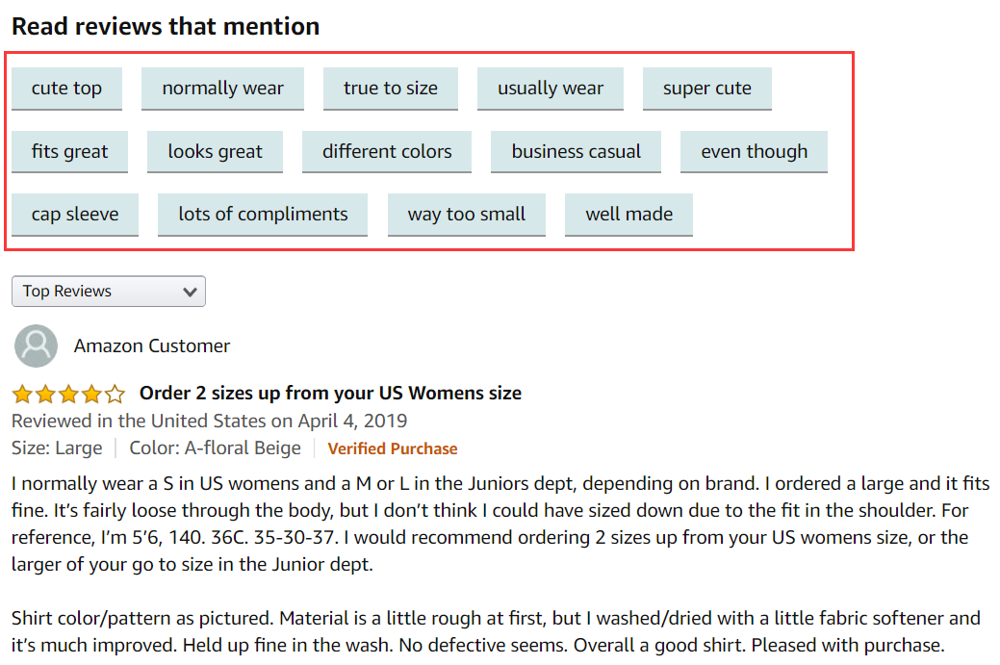 Read reviews that mention
cute top normally wear true to size usually wear super cute
fits great looks great different colors business casual even though
cap sleeve lots of compliments way too small well made
Top Reviews
Amazon Customer
Order 2 sizes up from your US Womens size
Reviewed in the United States on April 4, 2019
Size: Large Color: A-floral Beige Verified Purchase
I normally wear a S in US womens and a M or L in the Juniors dept, depending on brand. I ordered a large and it fits
fine. It’s fairly loose through the body, but I don’t think I could have sized down due to the fit in the shoulder. For
reference, I’m 5’6, 140. 36C. 35-30-37. I would recommend ordering 2 sizes up from your US womens size, or the
larger of your go to size in the Junior dept.
Shirt color/pattern as pictured. Material is a little rough at first, but I washed/dried with a little fabric softener and
it’s much improved. Held up fine in the wash. No defective seems. Overall a good shirt. Pleased with purchase.